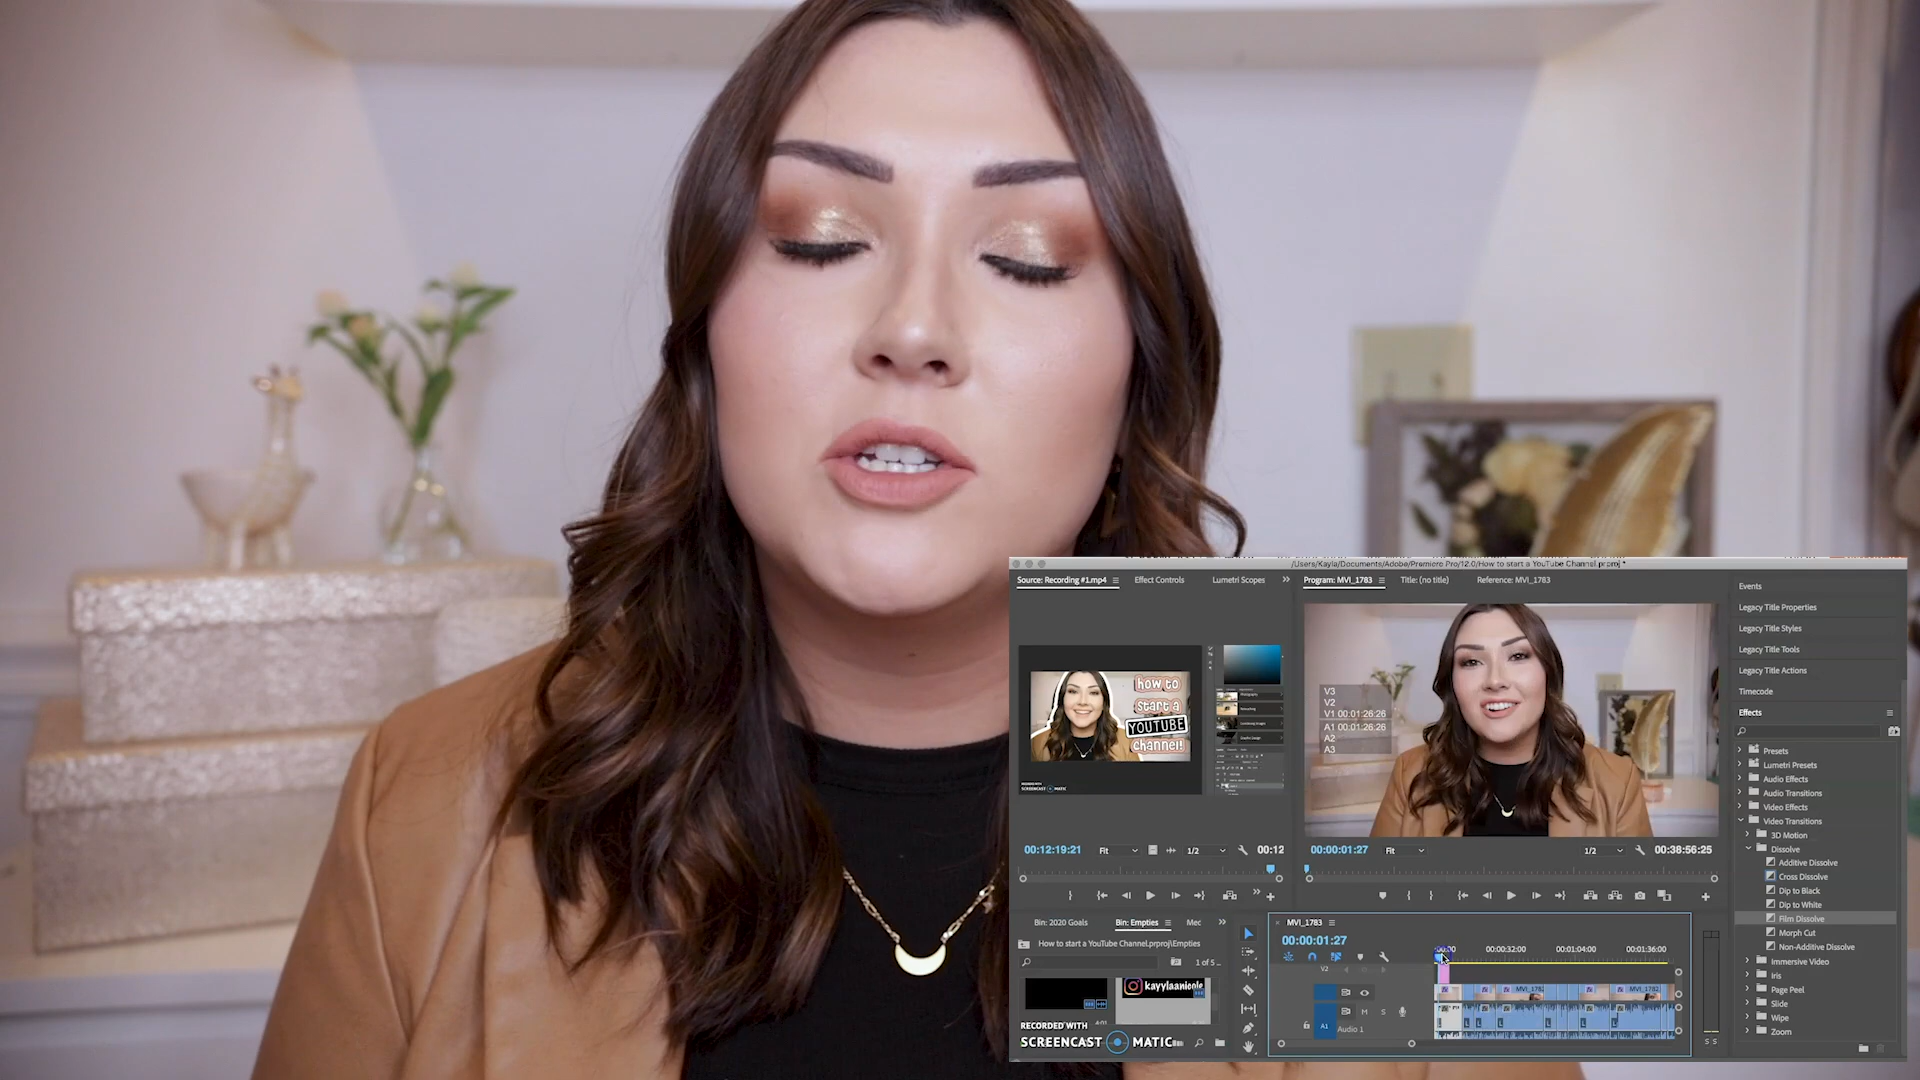 /Users/Kayla/Documents/Adobe/Premiere Pro/12.0/How to start a YouTube Channel.prproj *
Source: Recording #1.mp4
Effect Controls
Lumetri Scopes
Program: MVI_1783
Title: (no title)
Reference: MVI_1783
how to
start a
YOUTUBE
channel!
SCREENCAST MATIC
00:12:19:21
Fit
1/2
00:12
V3
V2
V1 00:01:26:26
A1 00:01:26:26
A2
A3
00:00:01:27
Fit
1/2
00:38:56:25
Events
Legacy Title Properties
Legacy Title Styles
Legacy Title Tools
Legacy Title Actions
Timecode
Effects
Presets
Lumetri Presets
Audio Effects
Audio Transitions
Video Effects
Video Transitions
3D Motion
Dissolve
Additive Dissolve
Cross Dissolve
Dip to Black
Dip to White
Film Dissolve
Morph Cut
Non-Additive Dissolve
Immersive Video
Iris
Page Peel
Slide
Wipe
Zoom
Bin: 2020 Goals
Bin: Empties
Mec
How to start a YouTube Channel.prproj\Empties
1 of 5...
kayylaanicole
RECORDED WITH
SCREENCAST MATIC
MVI_1783
00:00:01:27
00:00:32:00
00:01:04:00
00:01:36:00
V2
MVI_1782
MVI_1782
M S
A1
Audio 1
S S